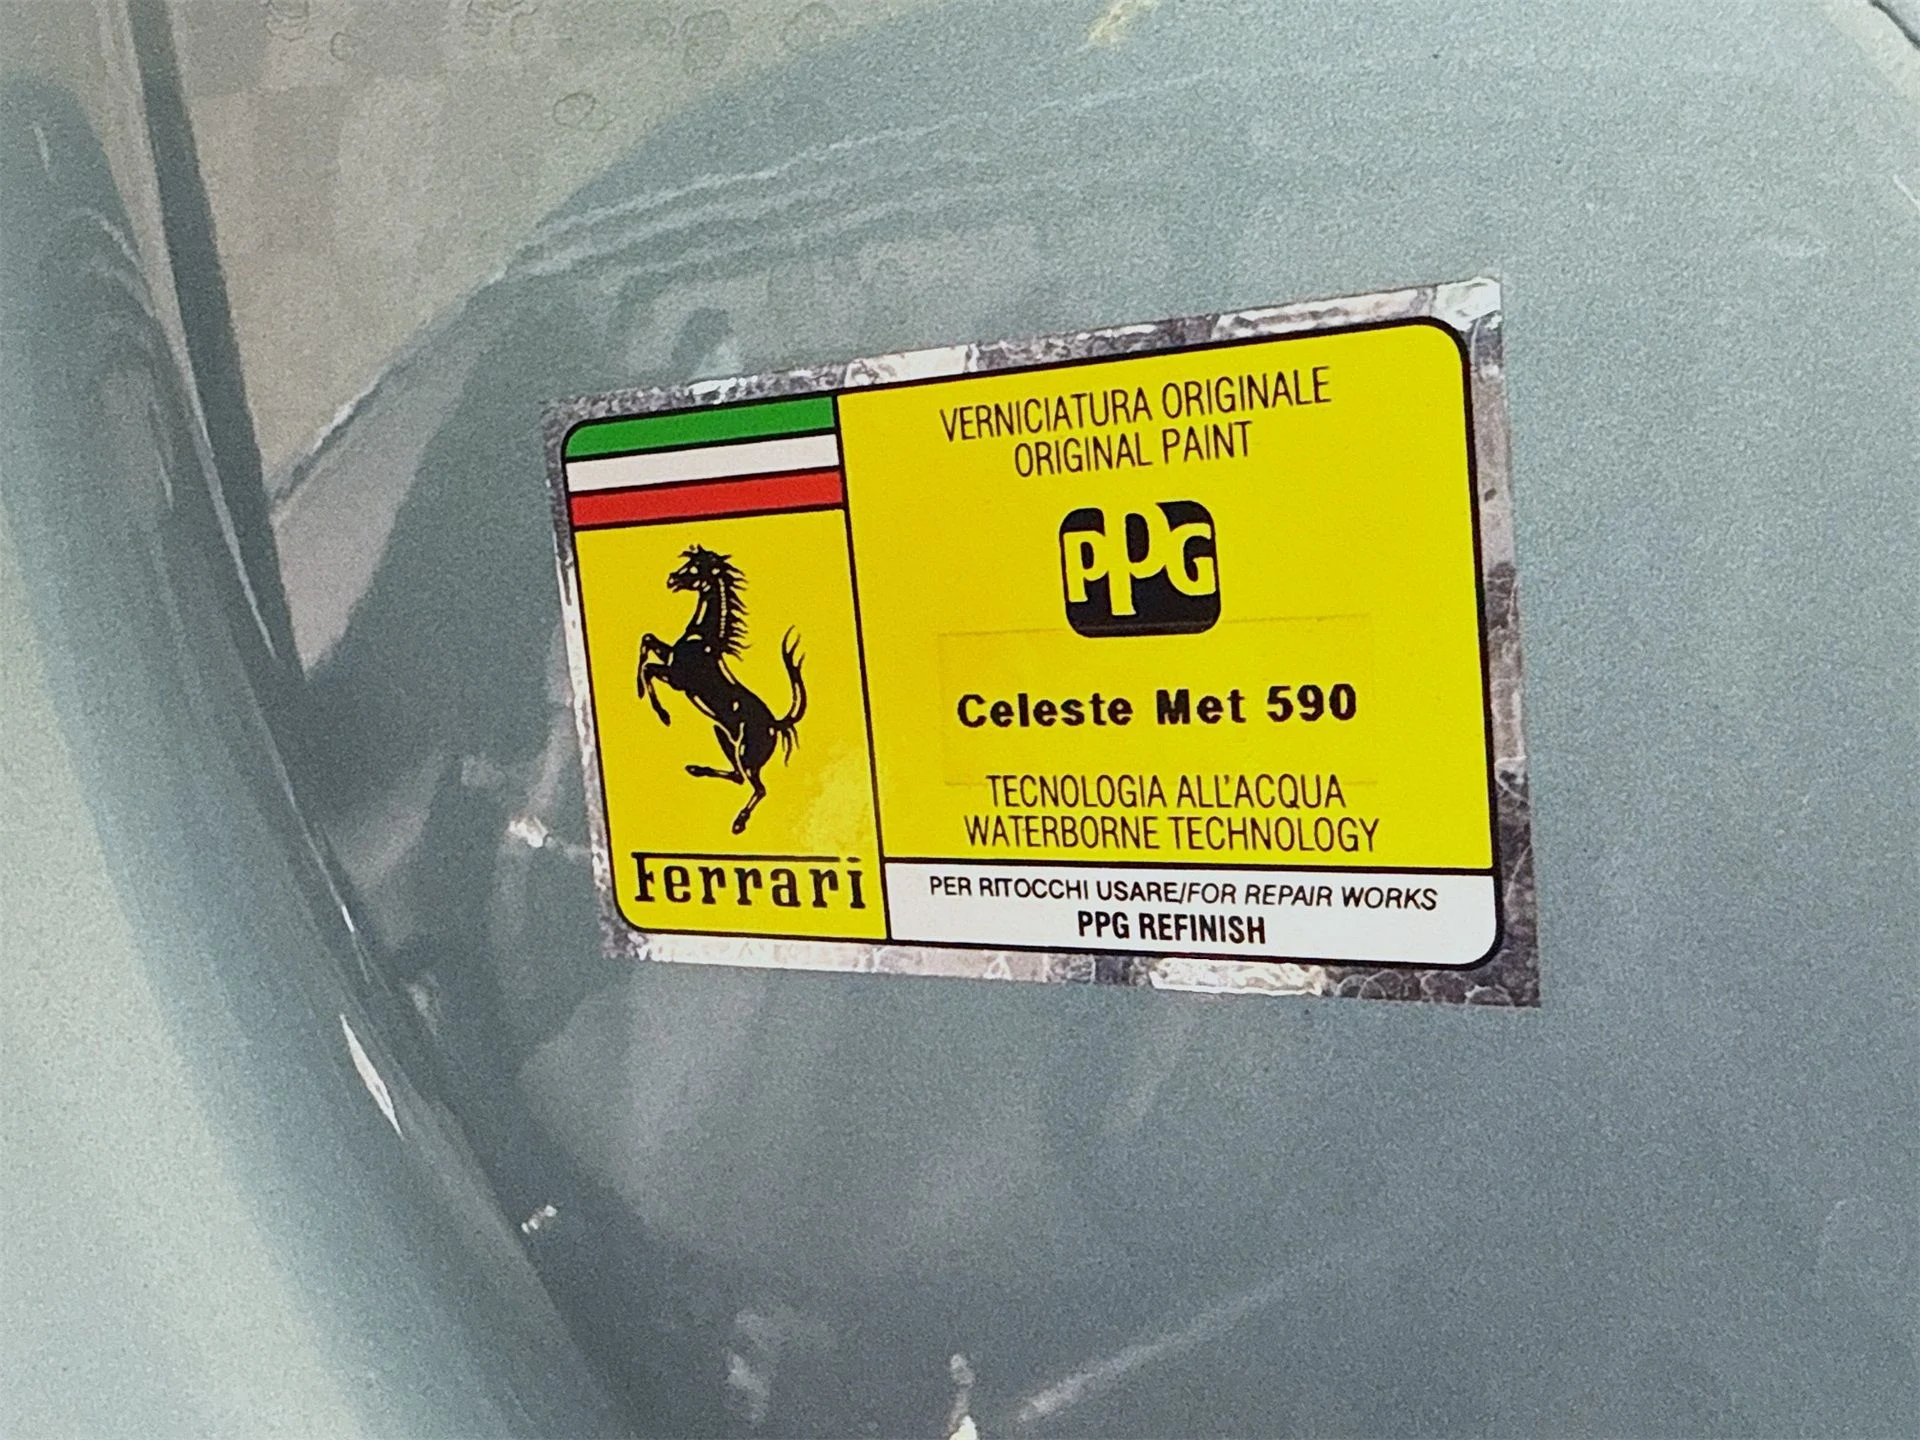 VERNICIATURA ORIGINALE
ORIGINAL PAINT
PPG
Celeste Met 590
TECNOLOGIA ALL'ACQUA
WATERBORNE TECHNOLOGY
Ferrari
PER RITOCCHI USARE/FOR REPAIR WORKS
PPG REFINISH